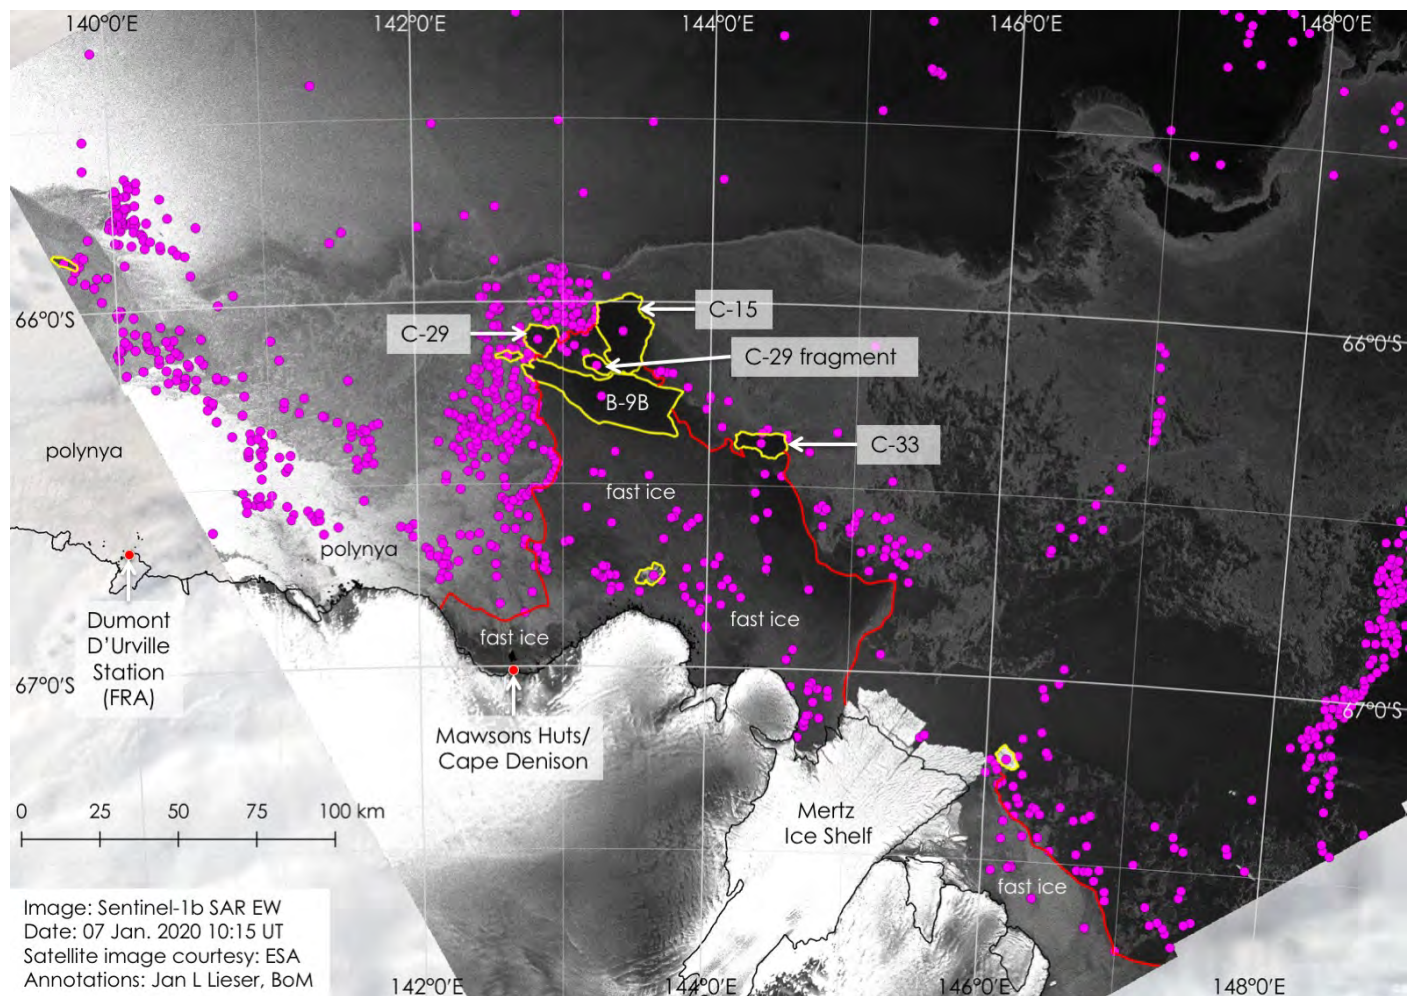 140°0'E
142°0'E
144°0'E
146°0'E
148°0'E
66°0'S
C-29
C-15
66°0'S
C-29 fragment
B-9B
C-33
polynya
fast ice
polynya
Dumont
D'Urville
Station
(FRA)
fast ice
fast ice
67°0'S
67°0'S
Mawsons Huts/
Cape Denison
0 25 50 75 100 km
Mertz
Ice Shelf
fast ice
Image: Sentinel-1b SAR EW
Date: 07 Jan. 2020 10:15 UT
Satellite image courtesy: ESA
Annotations: Jan L Lieser, BoM
142°0'E
146°0'E
148°0'E